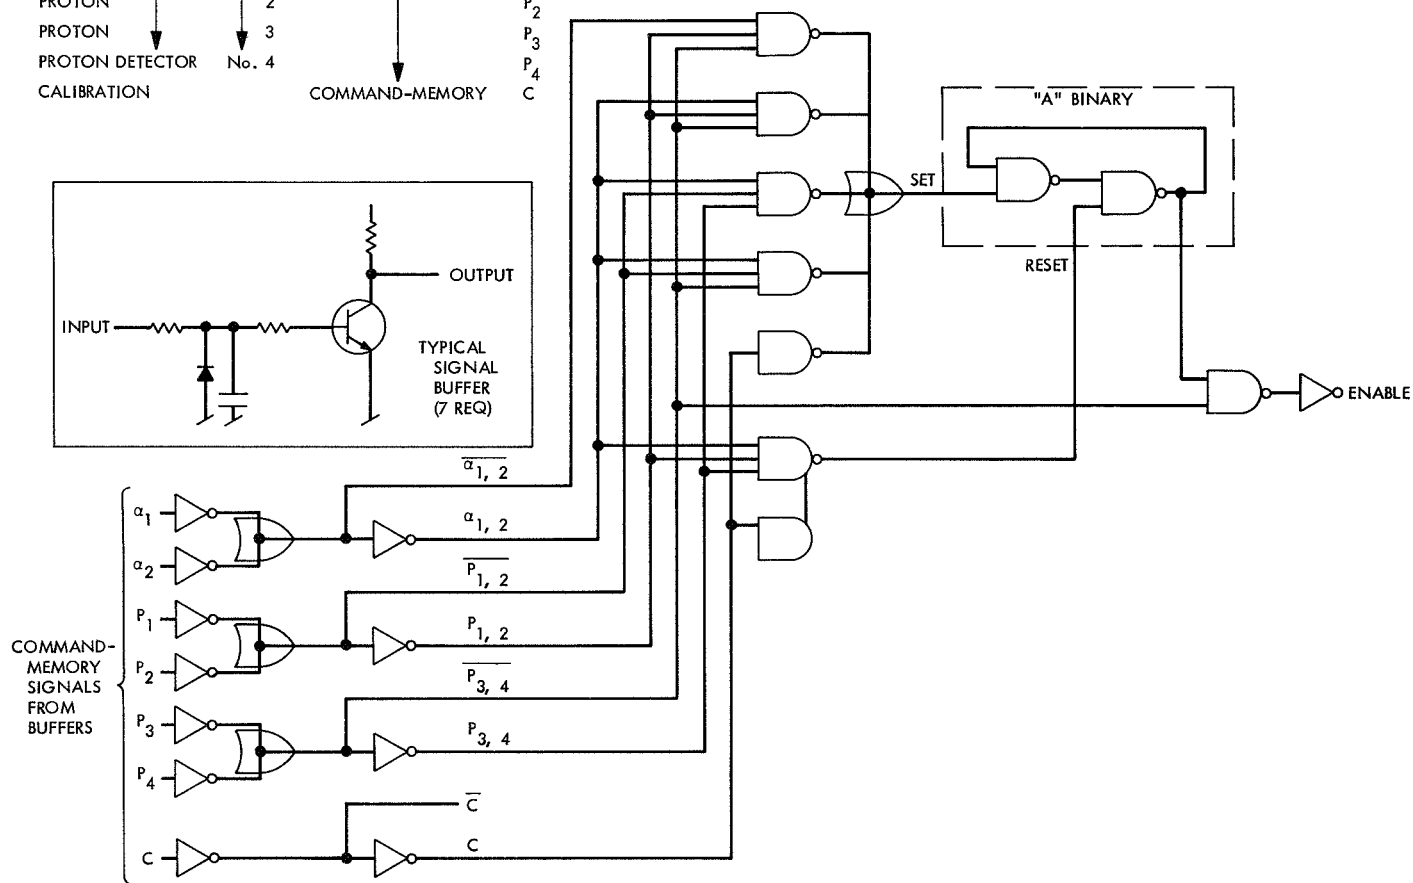 PROTON 2 P2
PROTON 3 P3
PROTON DETECTOR No. 4 P4
CALIBRATION COMMAND-MEMORY C
"A" BINARY
SET
RESET
ENABLE
OUTPUT
INPUT
TYPICAL
SIGNAL
BUFFER
(7 REQ)
α1, 2
α1
α1, 2
α2
P1, 2
P1
P1, 2
P2
COMMAND-
MEMORY
SIGNALS
FROM
BUFFERS
P3, 4
P3
P3, 4
P4
C
C
C